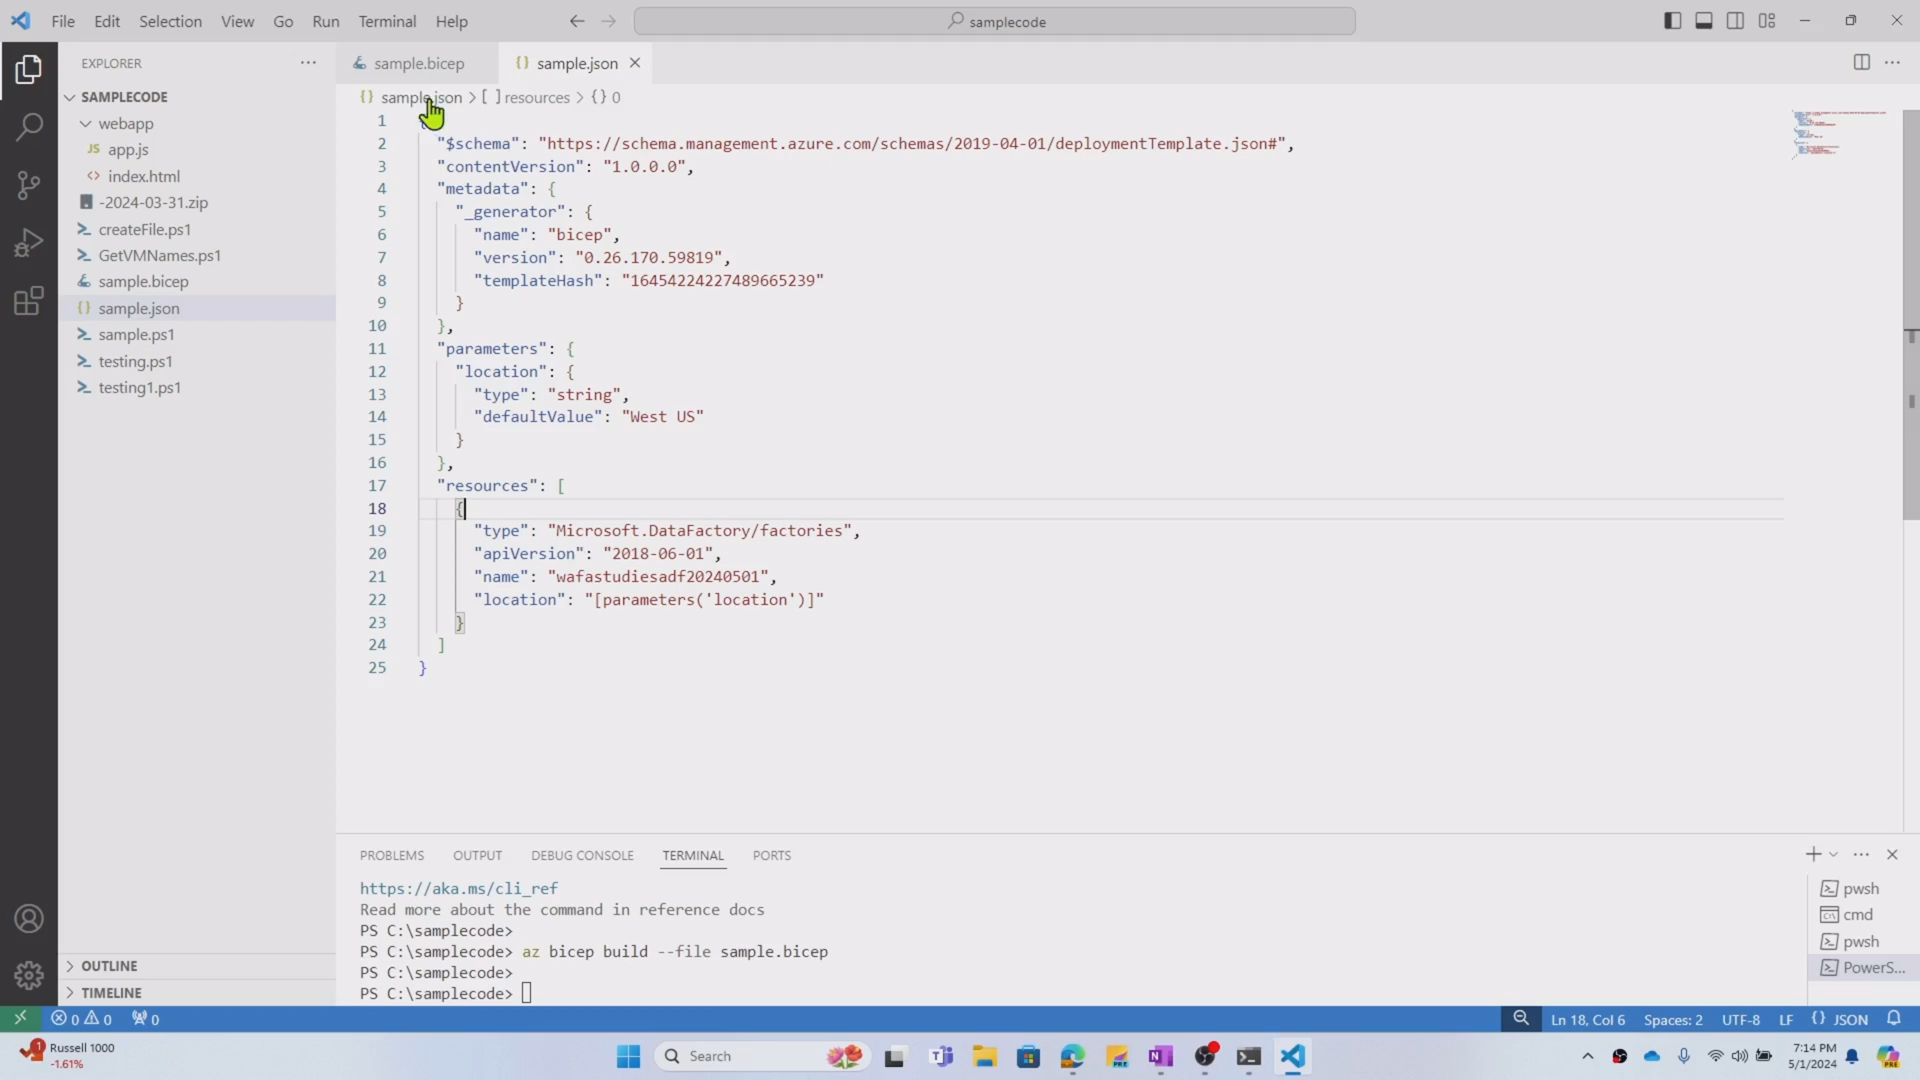 File Edit Selection View Go Run Terminal Help
samplecode
EXPLORER
SAMPLECODE
webapp
JS app.js
<> index.html
-2024-03-31.zip
createFile.ps1
GetVMNames.ps1
sample.bicep
{} sample.json
sample.ps1
testing.ps1
testing1.ps1
OUTLINE
TIMELINE
sample.bicep
{} sample.json
{} sample.json > [ ] resources > {} 0
1
2 "$schema": "https://schema.management.azure.com/schemas/2019-04-01/deploymentTemplate.json#",
3 "contentVersion": "1.0.0.0",
4 "metadata": {
5 "_generator": {
6 "name": "bicep",
7 "version": "0.26.170.59819",
8 "templateHash": "16454224227489665239"
9 }
10 },
11 "parameters": {
12 "location": {
13 "type": "string",
14 "defaultValue": "West US"
15 }
16 },
17 "resources": [
18 {
19 "type": "Microsoft.DataFactory/factories",
20 "apiVersion": "2018-06-01",
21 "name": "wafastudiesadf20240501",
22 "location": "[parameters('location')]"
23 }
24 ]
25 }
PROBLEMS OUTPUT DEBUG CONSOLE TERMINAL PORTS
https://aka.ms/cli_ref
Read more about the command in reference docs
PS C:\samplecode>
PS C:\samplecode> az bicep build --file sample.bicep
PS C:\samplecode>
PS C:\samplecode>
pwsh
cmd
pwsh
PowerS...
0 0 0
Ln 18, Col 6 Spaces: 2 UTF-8 LF {} JSON
1
Russell 1000
-1.61%
Search
7:14 PM
5/1/2024